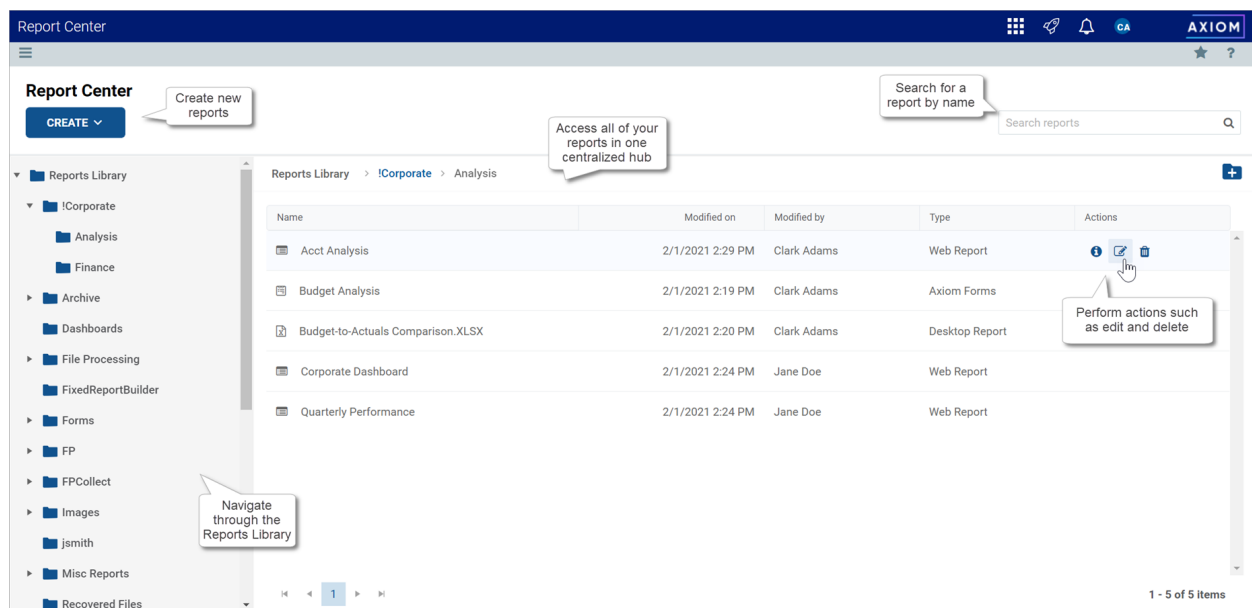 Report Center
CA
AXIOM
?
Report Center
CREATE
Create new
reports
Search for a
report by name
Search reports
Access all of your
reports in one
centralized hub
Reports Library
!Corporate
Analysis
Finance
Archive
Dashboards
File Processing
FixedReportBuilder
Forms
FP
FPCollect
Images
jsmith
Misc Reports
Recovered Files
Navigate
through the
Reports Library
Reports Library > !Corporate > Analysis
Name Modified on Modified by Type Actions
Acct Analysis 2/1/2021 2:29 PM Clark Adams Web Report
Budget Analysis 2/1/2021 2:19 PM Clark Adams Axiom Forms
Budget-to-Actuals Comparison.XLSX 2/1/2021 2:20 PM Clark Adams Desktop Report
Corporate Dashboard 2/1/2021 2:24 PM Jane Doe Web Report
Quarterly Performance 2/1/2021 2:24 PM Jane Doe Web Report
Perform actions such
as edit and delete
1
1 - 5 of 5 items